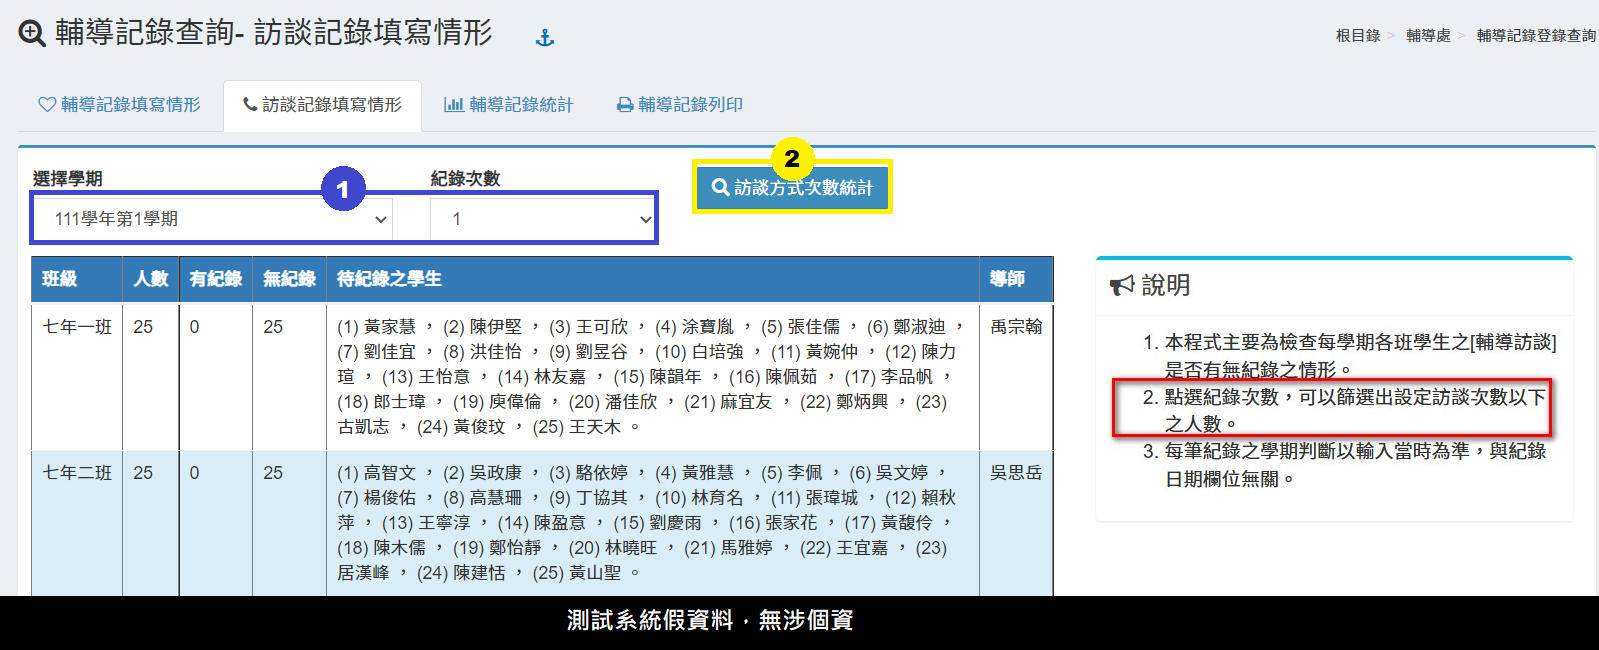 輔導記錄查詢- 訪談記錄填寫情形
根目錄 > 輔導處 > 輔導記錄登錄查詢
輔導記錄填寫情形 訪談記錄填寫情形 輔導記錄統計 輔導記錄列印
選擇學期 1 紀錄次數
111學年第1學期 1
2
訪談方式次數統計
班級 人數 有紀錄 無紀錄 待紀錄之學生 導師
七年一班 25 0 25 (1) 黃家慧 , (2) 陳伊堅 , (3) 王可欣 , (4) 涂寶胤 , (5) 張佳儒 , (6) 鄭淑迪 , 禹宗翰
(7) 劉佳宜 , (8) 洪佳怡 , (9) 劉昱谷 , (10) 白培強 , (11) 黃婉仲 , (12) 陳力
瑄 , (13) 王怡意 , (14) 林友嘉 , (15) 陳韻年 , (16) 陳佩茹 , (17) 李品帆 ,
(18) 郎士瑋 , (19) 庾偉倫 , (20) 潘佳欣 , (21) 麻宜友 , (22) 鄭炳興 , (23)
古凱志 , (24) 黃俊玟 , (25) 王天木 。
七年二班 25 0 25 (1) 高智文 , (2) 吳政康 , (3) 駱依婷 , (4) 黃雅慧 , (5) 李佩 , (6) 吳文婷 , 吳思岳
(7) 楊俊佑 , (8) 高慧珊 , (9) 丁協其 , (10) 林育名 , (11) 張瑋城 , (12) 賴秋
萍 , (13) 王寧淳 , (14) 陳盈意 , (15) 劉慶雨 , (16) 張家花 , (17) 黃馥伶 ,
(18) 陳木儒 , (19) 鄭怡靜 , (20) 林曉旺 , (21) 馬雅婷 , (22) 王宜嘉 , (23)
居漢峰 , (24) 陳建恬 , (25) 黃山聖 。
說明
1. 本程式主要為檢查每學期各班學生之[輔導訪談]
是否有無紀錄之情形。
2. 點選紀錄次數，可以篩選出設定訪談次數以下
之人數。
3. 每筆紀錄之學期判斷以輸入當時為準，與紀錄
日期欄位無關。
測試系統假資料，無涉個資